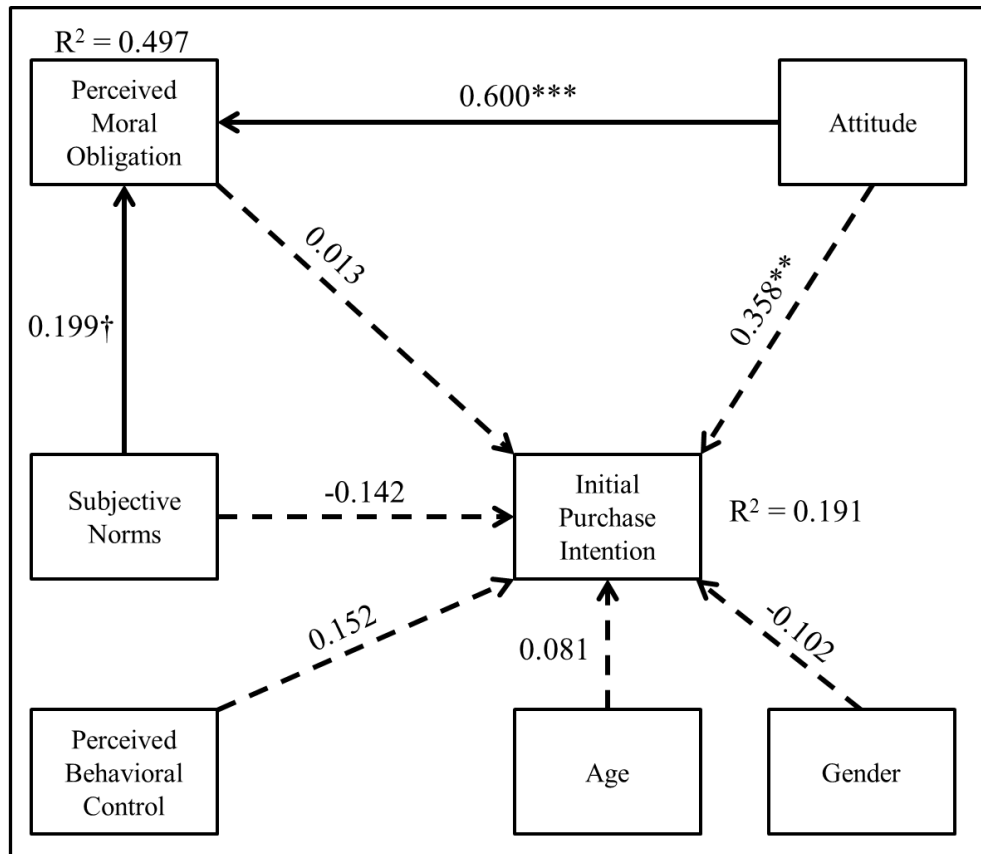 R² = 0.497
Perceived
Moral
Obligation
0.600***
Attitude
0.013
0.358**
0.199†
Subjective
Norms
-0.142
Initial
Purchase
Intention
R² = 0.191
0.152
0.081
-0.102
Perceived
Behavioral
Control
Age
Gender